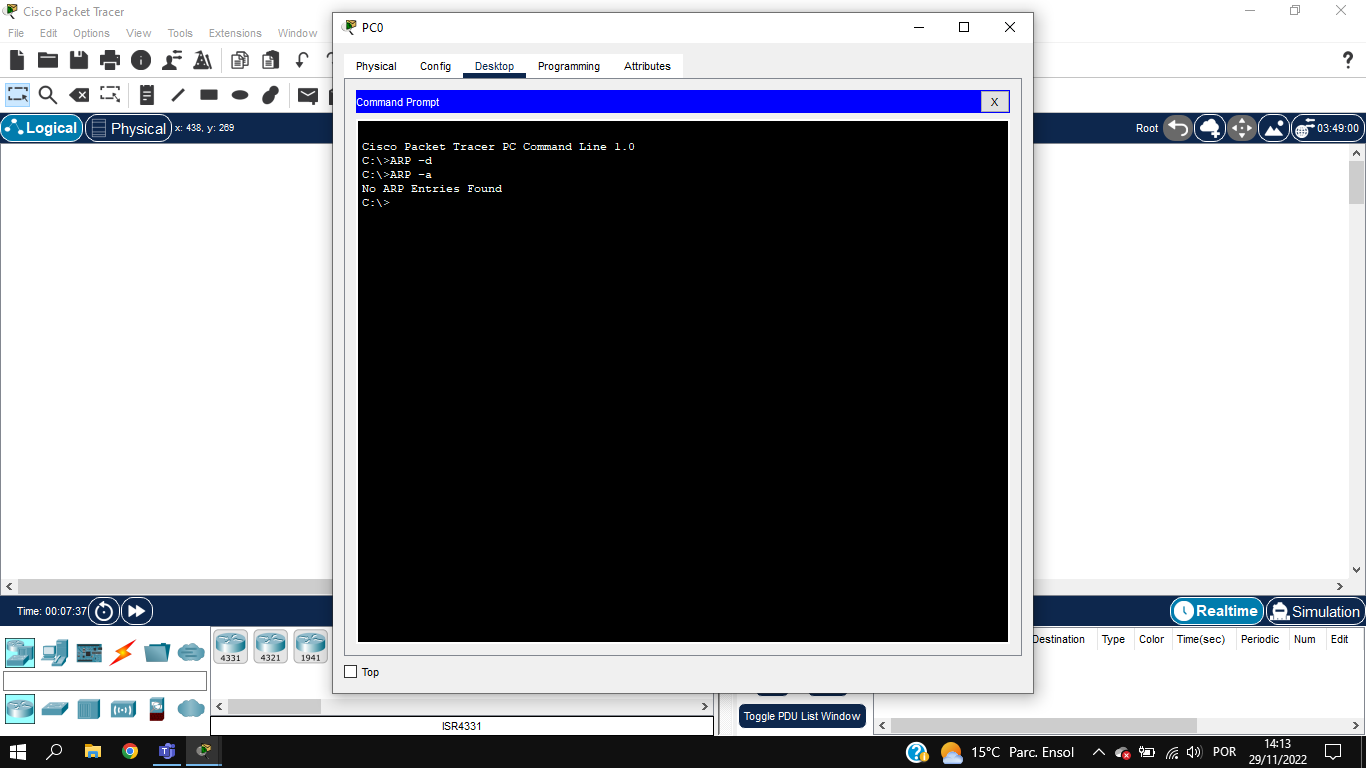 Cisco Packet Tracer
File Edit Options View Tools Extensions Window
PC0
Physical Config Desktop Programming Attributes
Command Prompt
X
Logical Physical x: 438, y: 269
Root 03:49:00
Cisco Packet Tracer PC Command Line 1.0
C:\>ARP -d
C:\>ARP -a
No ARP Entries Found
C:\>
Time: 00:07:37
Realtime Simulation
4331 4321 1941
Destination Type Color Time(sec) Periodic Num Edit
Top
Toggle PDU List Window
ISR4331
15°C Parc. Ensol
POR
14:13
29/11/2022